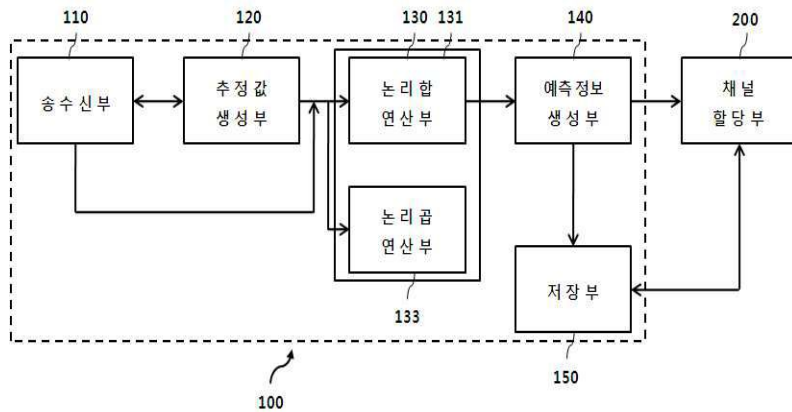 110
120
130
131
140
200
송수신부
추정값
생성부
논리합
연산부
예측정보
생성부
채널
할당부
논리곱
연산부
저장부
133
150
100